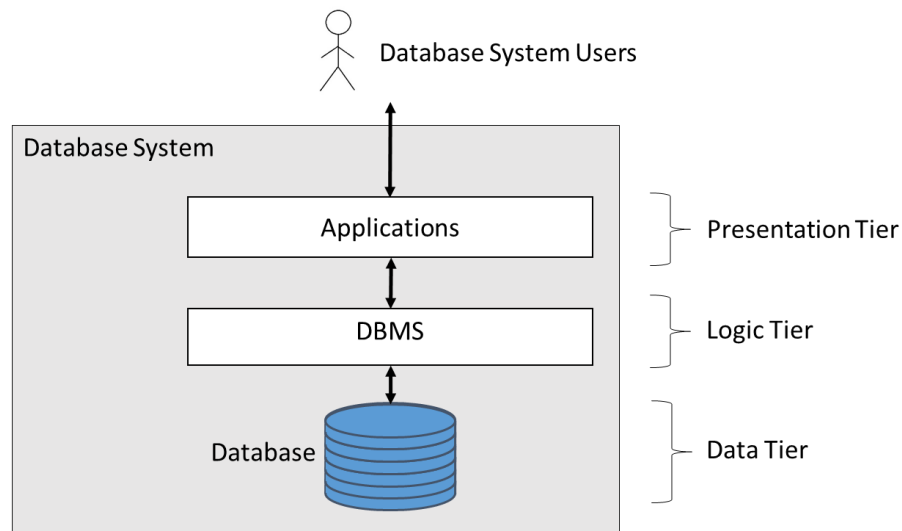 Database System Users
Database System
Applications
Presentation Tier
DBMS
Logic Tier
Database
Data Tier